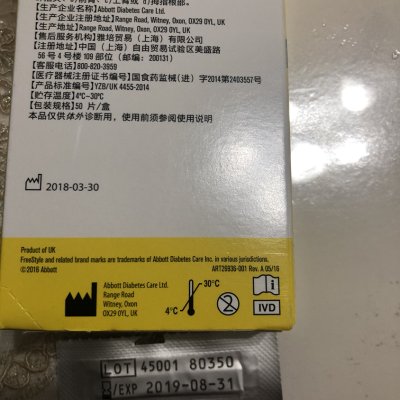 【生产企业名称】Abbott Diabetes Care Ltd.
【生产企业注册地址】Range Road, Witney, Oxon, OX29 0YL, UK
【生产地址】Range Road, Witney, Oxon, OX29 0YL, UK
【售后服务机构】雅培贸易（上海）有限公司
【注册地址】中国（上海）自由贸易试验区美盛路
56 号 4 号楼 109 部位（邮编：200131）
【客服电话】800-820-3959
【医疗器械注册证书编号】国食药监械（进）字2014第2403557号
【产品标准编号】YZB/UK 4455-2014
【贮存温度】4℃~30℃
【包装规格】50 片/盒
本品仅供体外诊断用，使用前须参阅使用说明
2018-03-30
Product of UK
FreeStyle and related brand marks are trademarks of Abbott Diabetes Care Inc. in various jurisdictions.
©2016 Abbott
ART26936-001 Rev. A 05/16
Abbott Diabetes Care Ltd.
Range Road
Witney, Oxon
OX29 0YL, UK
4℃
30℃
2
i
IVD
LOT 45001 80350
/EXP 2019-08-31